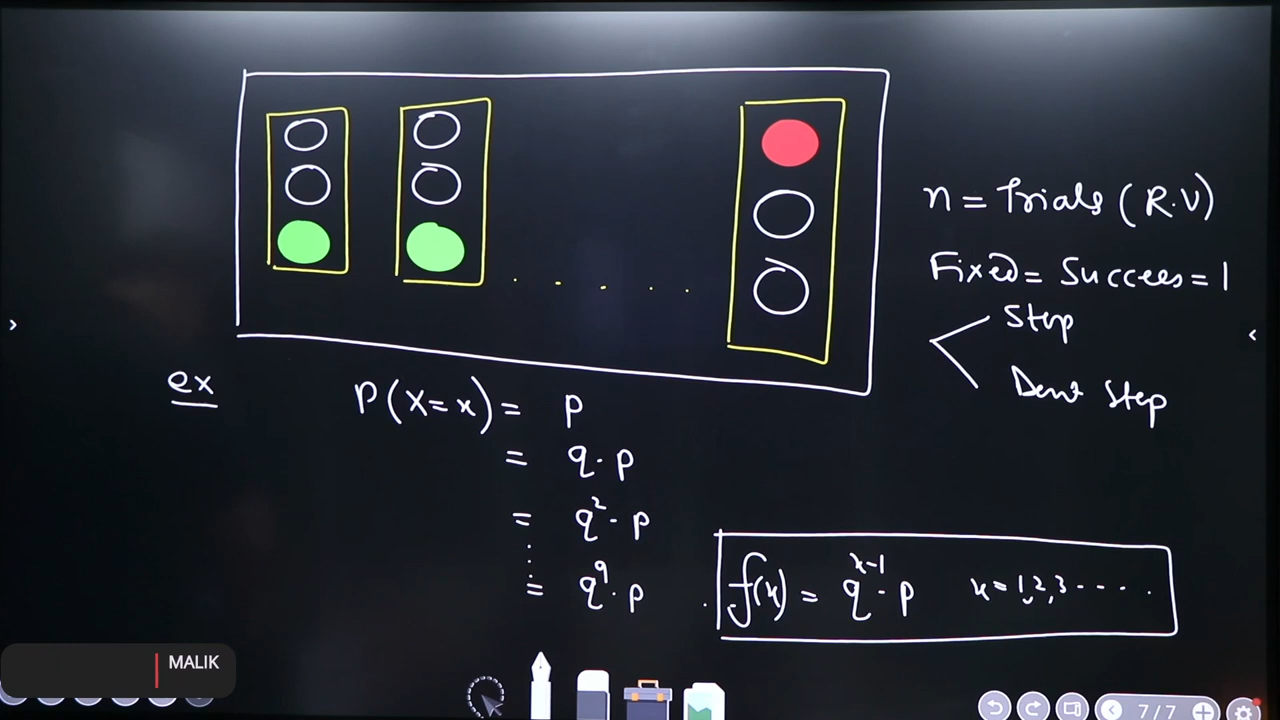 n = Trials (R.V)
Fixed = Success = 1
Stop
Dont Stop
ex
P(X=x) = p
= q·p
= q²·p
⋮
= q⁹·p
f(x) = q^{x-1}·p x = 1,2,3 - - - - .
MALIK
7/7